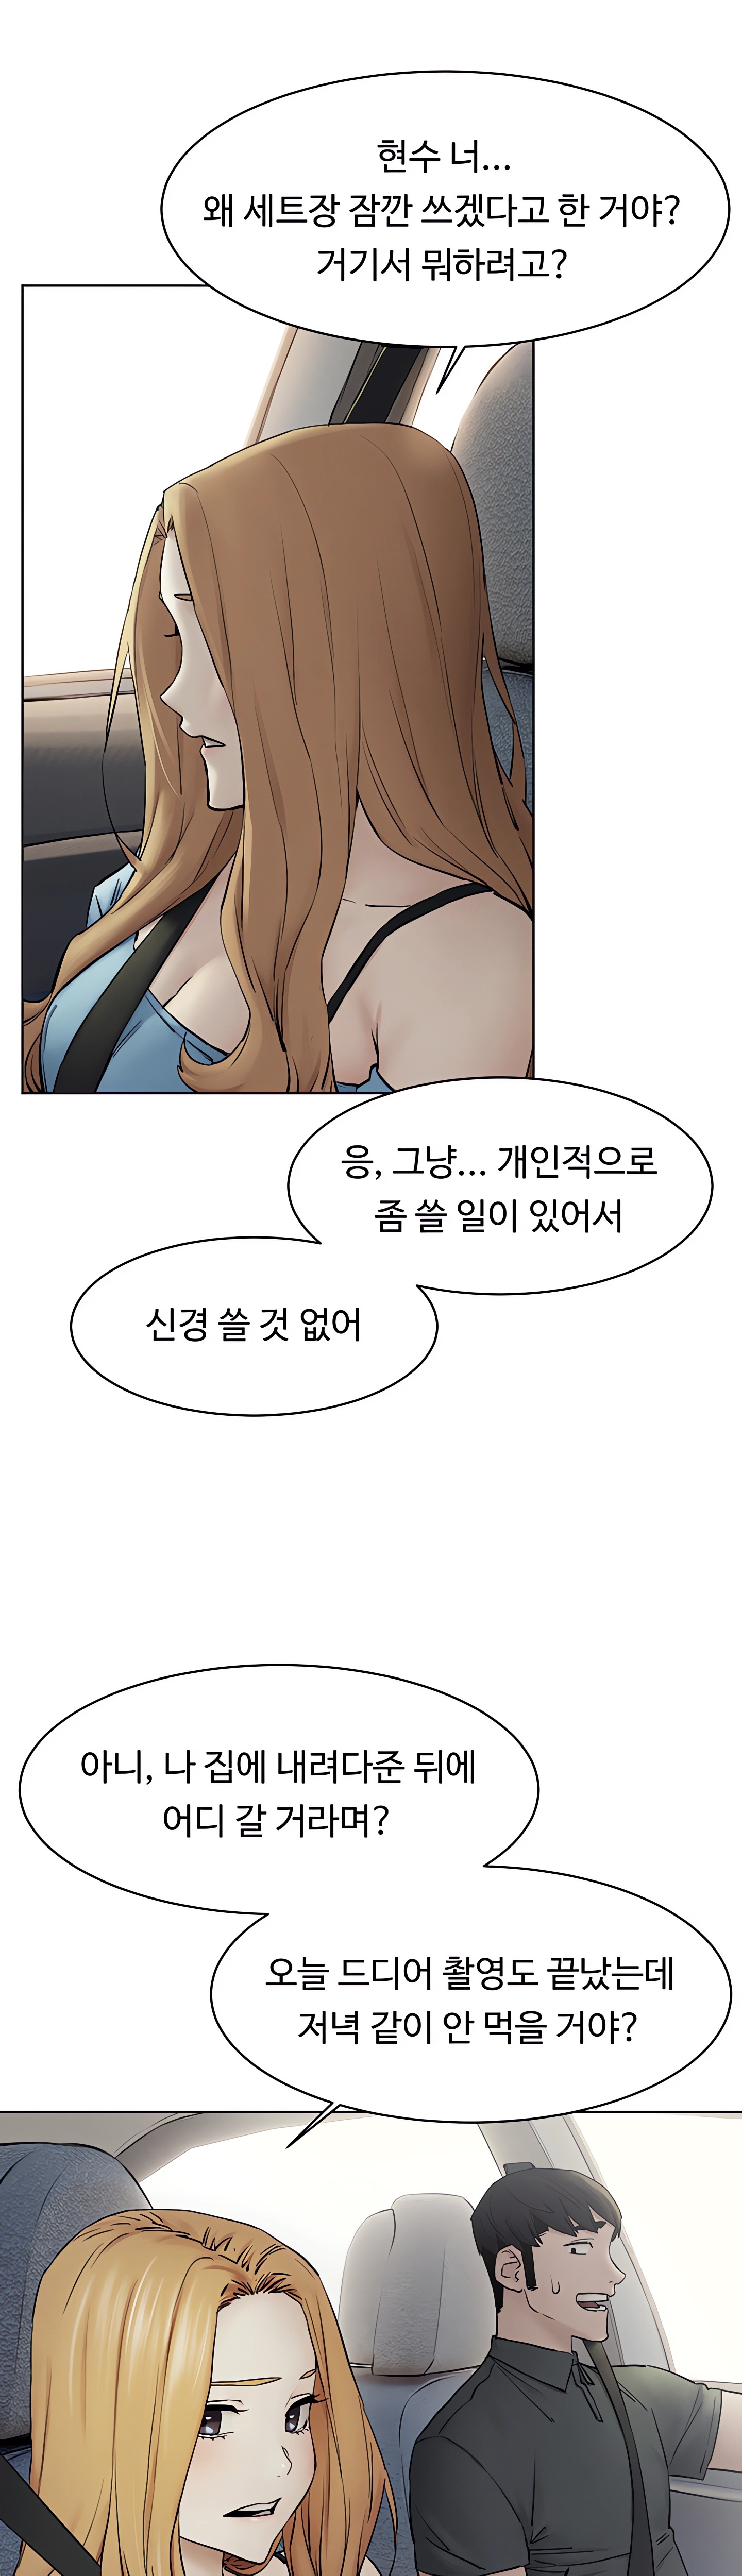 현수 너...
왜 세트장 잠깐 쓰겠다고 한 거야?
거기서 뭐하려고?
응, 그냥... 개인적으로
좀 쓸 일이 있어서
신경 쓸 것 없어
아니, 나 집에 내려다준 뒤에
어디 갈 거라며?
오늘 드디어 촬영도 끝났는데
저녁 같이 안 먹을 거야?